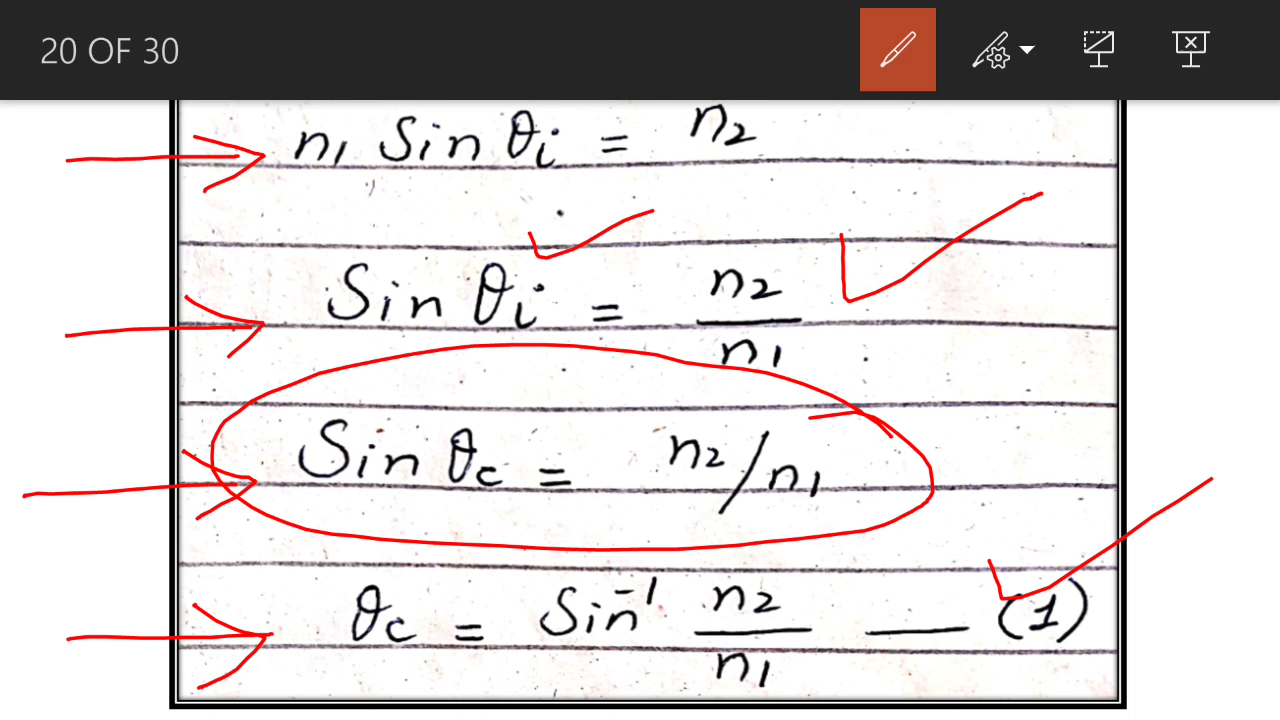 20 OF 30
n₁ Sin θi = n₂
Sin θi = n₂/n₁
Sin θc = n₂/n₁
θc = Sin⁻¹ n₂/n₁ — (1)